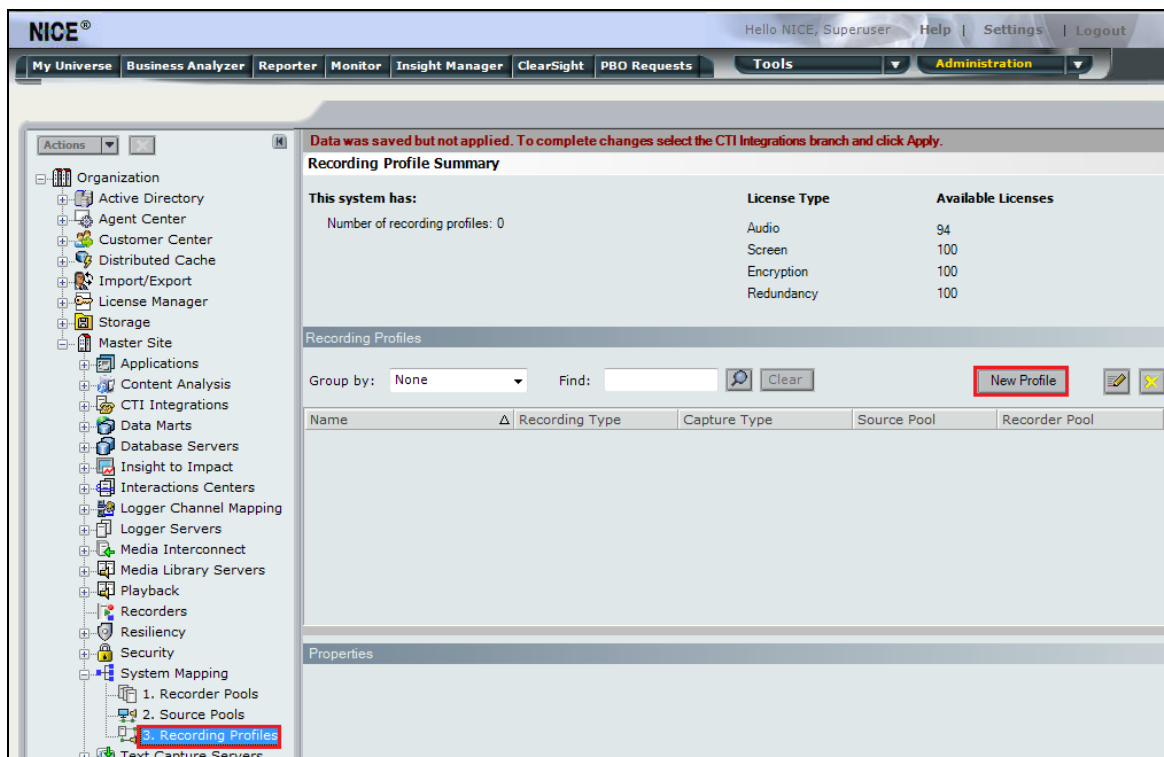 NICE®
Hello NICE, Superuser Help | Settings | Logout
My Universe Business Analyzer Reporter Monitor Insight Manager ClearSight PBO Requests Tools Administration
Actions
Organization
Active Directory
Agent Center
Customer Center
Distributed Cache
Import/Export
License Manager
Storage
Master Site
Applications
Content Analysis
CTI Integrations
Data Marts
Database Servers
Insight to Impact
Interactions Centers
Logger Channel Mapping
Logger Servers
Media Interconnect
Media Library Servers
Playback
Recorders
Resiliency
Security
System Mapping
1. Recorder Pools
2. Source Pools
3. Recording Profiles
Text Capture Servers
Data was saved but not applied. To complete changes select the CTI Integrations branch and click Apply.
Recording Profile Summary
This system has: License Type Available Licenses
Number of recording profiles: 0
Audio 94
Screen 100
Encryption 100
Redundancy 100
Recording Profiles
Group by: None Find: Clear New Profile
Name Recording Type Capture Type Source Pool Recorder Pool
Properties